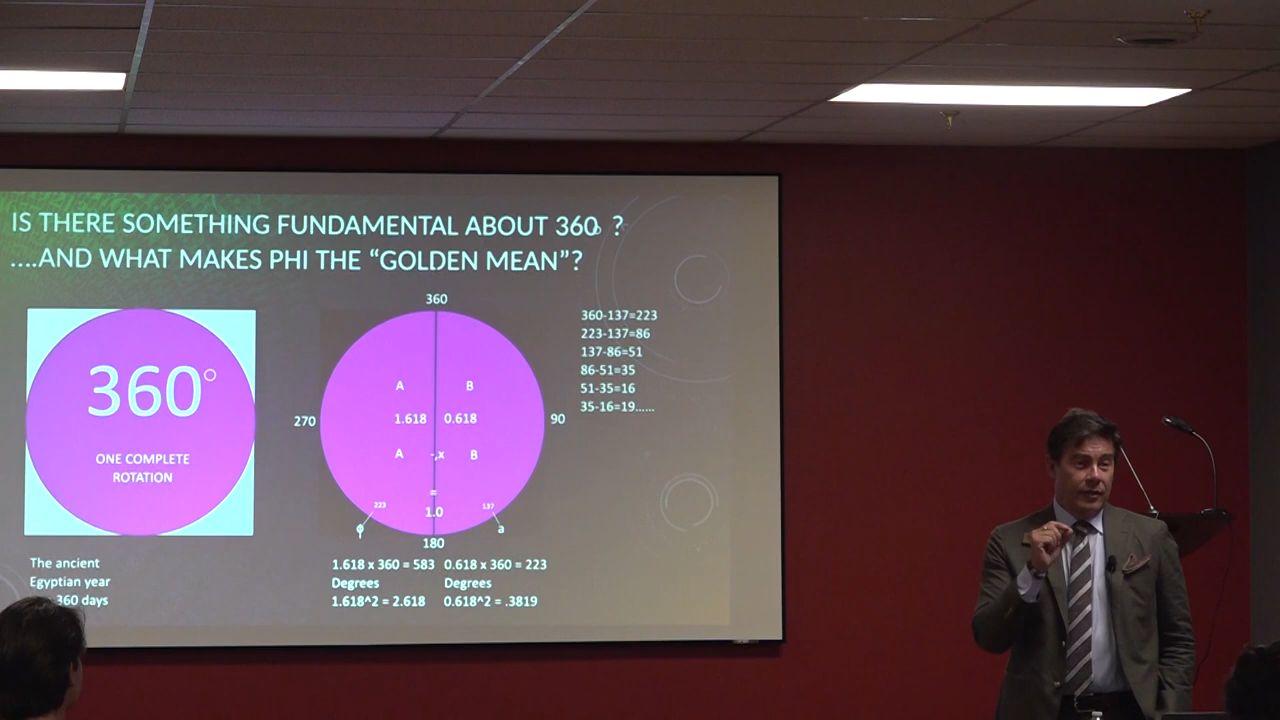 IS THERE SOMETHING FUNDAMENTAL ABOUT 360° ?
....AND WHAT MAKES PHI THE “GOLDEN MEAN”?
360°
ONE COMPLETE
ROTATION
The ancient
Egyptian year
360 days
360
A B
270 1.618 0.618 90
A -,x B
=
1.0
223 137
ϕ a
180
1.618 x 360 = 583
Degrees
1.618^2 = 2.618
0.618 x 360 = 223
Degrees
0.618^2 = .3819
360-137=223
223-137=86
137-86=51
86-51=35
51-35=16
35-16=19......